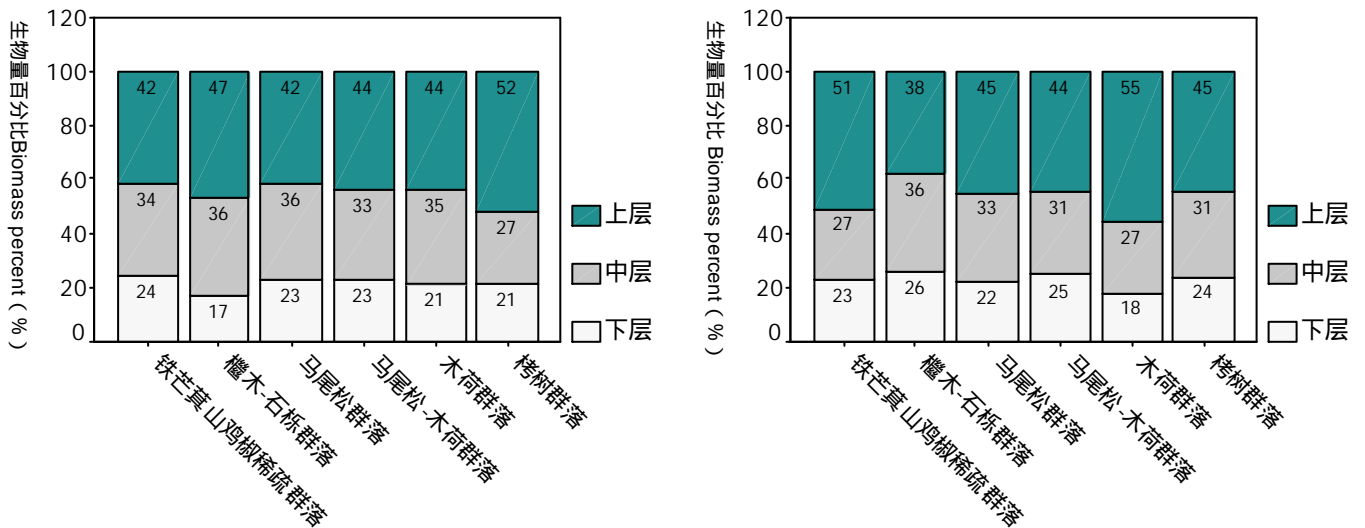 生物量百分比Biomass percent（%）
120
100
80
60
40
20
0
42
47
42
44
44
52
34
36
36
33
35
27
24
17
23
23
21
21
上层
中层
下层
铁芒萁山鸡椒稀疏群落
檵木-石栎群落
马尾松群落
马尾松-木荷群落
木荷群落
栲树群落
生物量百分比 Biomass percent（%）
120
100
80
60
40
20
0
51
38
45
44
55
45
27
36
33
31
27
31
23
26
22
25
18
24
上层
中层
下层
铁芒萁山鸡椒稀疏群落
檵木-石栎群落
马尾松群落
马尾松-木荷群落
木荷群落
栲树群落